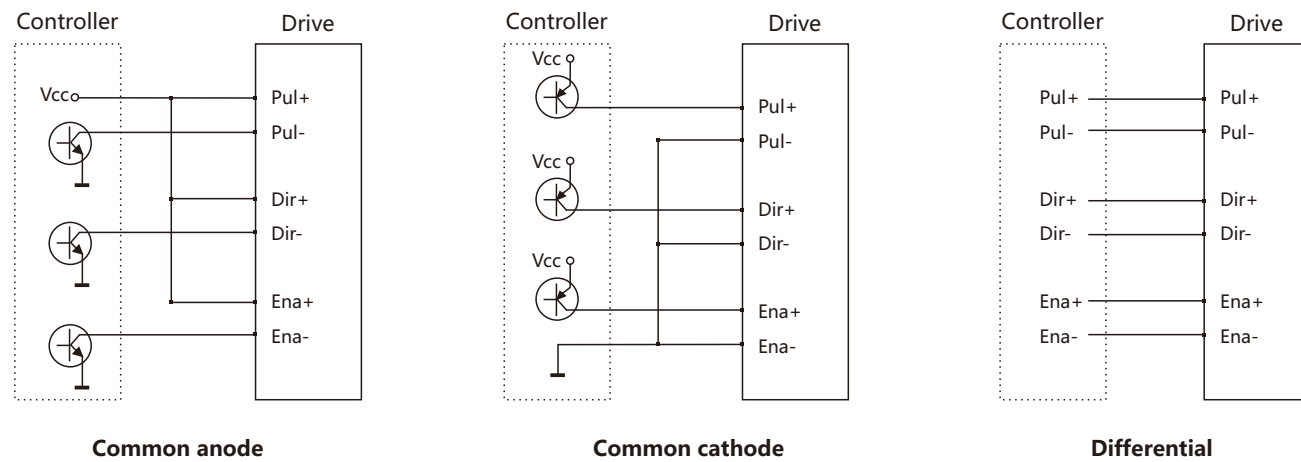 Controller
Drive
Vcc
Pul+
Pul-
Dir+
Dir-
Ena+
Ena-
Common anode
Controller
Drive
Vcc
Pul+
Pul-
Vcc
Dir+
Dir-
Vcc
Ena+
Ena-
Common cathode
Controller
Drive
Pul+ Pul+
Pul- Pul-
Dir+ Dir+
Dir- Dir-
Ena+ Ena+
Ena- Ena-
Differential